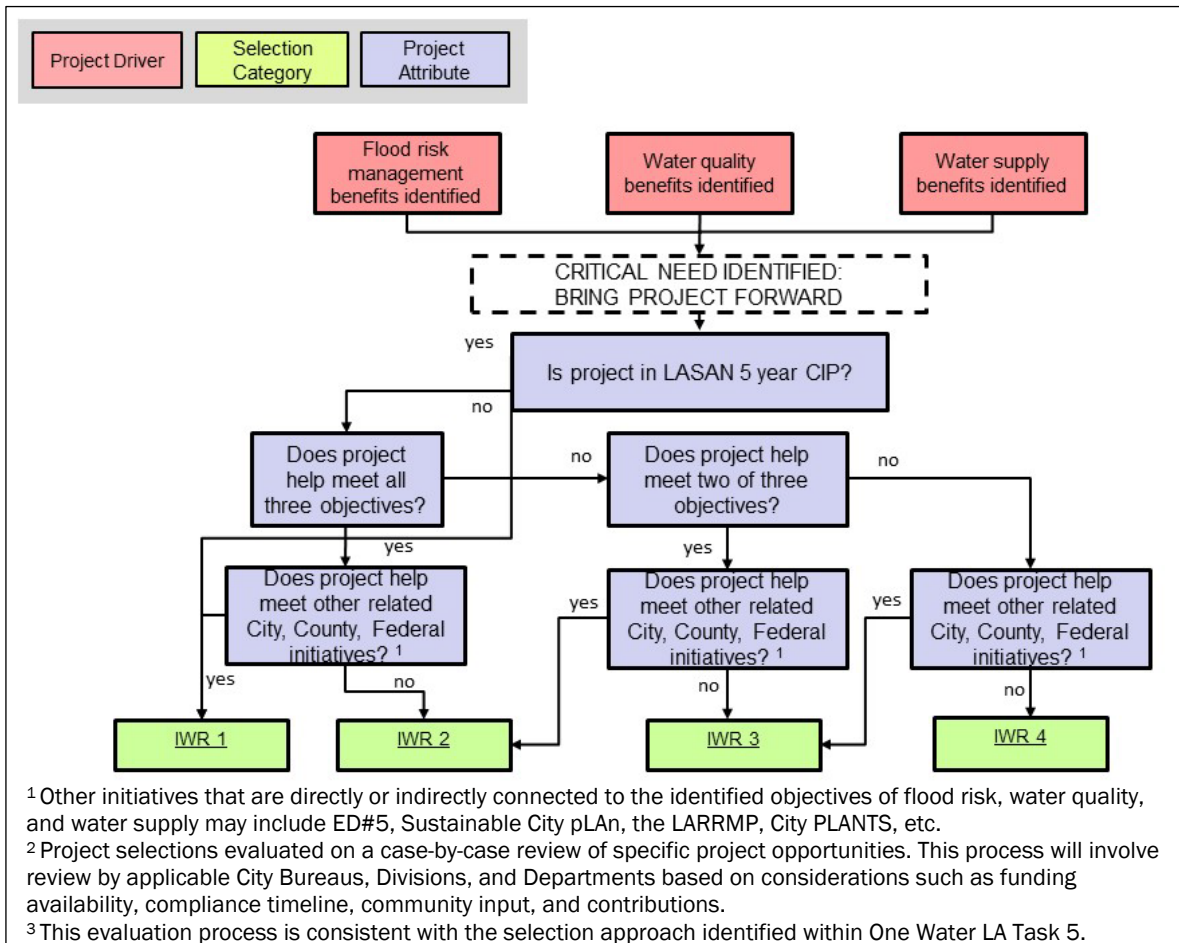 Project Driver
Selection
Category
Project
Attribute
Flood risk
management
benefits identified
Water quality
benefits identified
Water supply
benefits identified
CRITICAL NEED IDENTIFIED:
BRING PROJECT FORWARD
yes
Is project in LASAN 5 year CIP?
no
Does project
help meet all
three objectives?
no
Does project help
meet two of three
objectives?
no
yes
yes
Does project help
meet other related
City, County, Federal
initiatives? ¹
yes
Does project help
meet other related
City, County, Federal
initiatives? ¹
yes
Does project help
meet other related
City, County, Federal
initiatives? ¹
yes
no
no
no
IWR 1
IWR 2
IWR 3
IWR 4
¹ Other initiatives that are directly or indirectly connected to the identified objectives of flood risk, water quality,
and water supply may include ED#5, Sustainable City pLAn, the LARRMP, City PLANTS, etc.
² Project selections evaluated on a case-by-case review of specific project opportunities. This process will involve
review by applicable City Bureaus, Divisions, and Departments based on considerations such as funding
availability, compliance timeline, community input, and contributions.
³ This evaluation process is consistent with the selection approach identified within One Water LA Task 5.